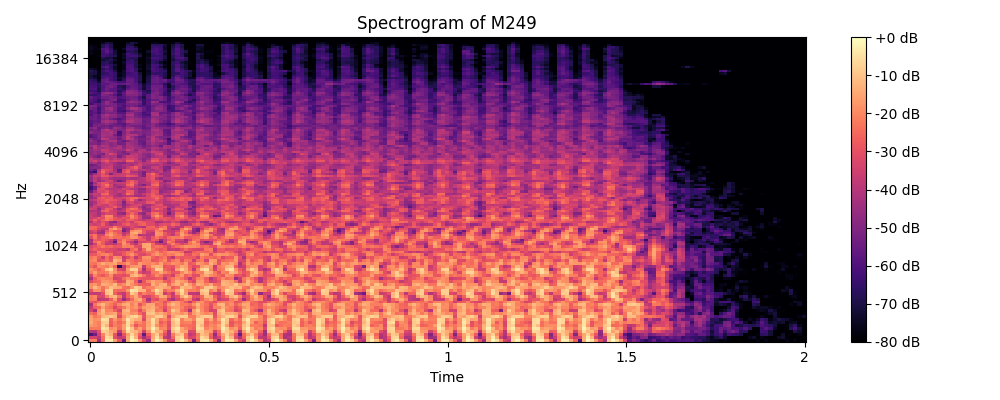 Spectrogram of M249
Hz
16384
8192
4096
2048
1024
512
0
0 0.5 1 1.5 2
Time
+0 dB
-10 dB
-20 dB
-30 dB
-40 dB
-50 dB
-60 dB
-70 dB
-80 dB